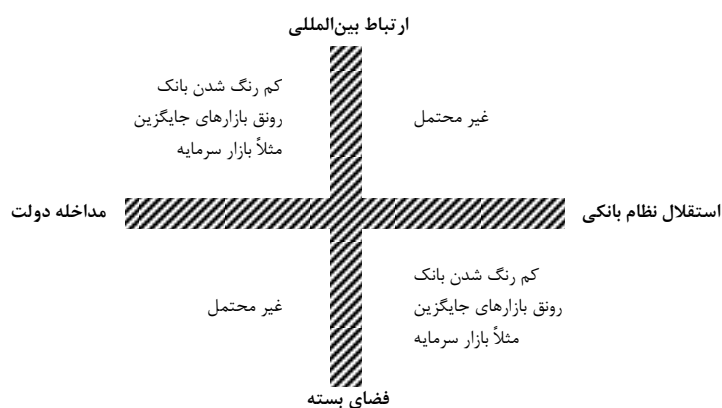 ارتباط بین‌المللی
غیر محتمل
کم رنگ شدن بانک
رونق بازارهای جایگزین
مثلاً بازار سرمایه
استقلال نظام بانکی
مداخله دولت
کم رنگ شدن بانک
رونق بازارهای جایگزین
مثلاً بازار سرمایه
غیر محتمل
فضای بسته